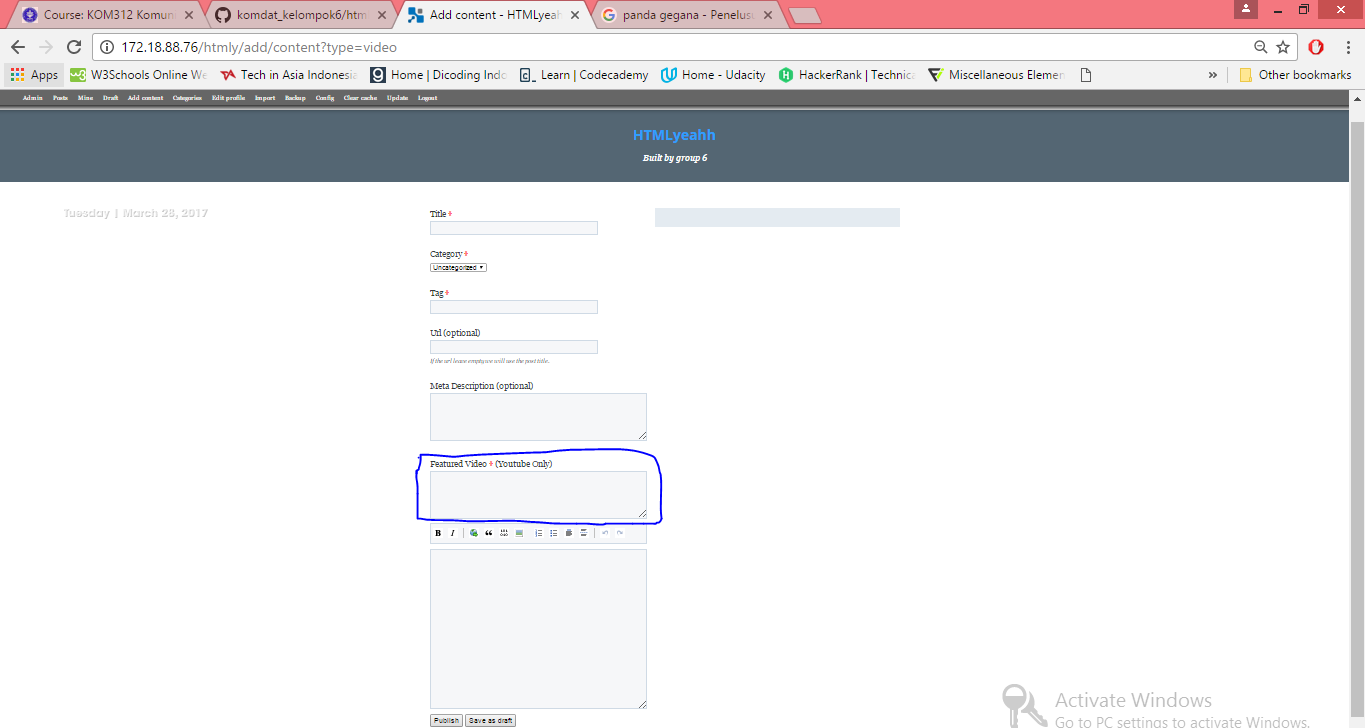 Course: KOM312 Komun
komdat_kelompok6/htm
Add content - HTMLyeah
panda gegana - Penelusu
172.18.88.76/htmly/add/content?type=video
Apps W3Schools Online We Tech in Asia Indonesia Home | Dicoding Indo Learn | Codecademy Home - Udacity HackerRank | Technica Miscellaneous Elemen » Other bookmarks
Admin Posts Mine Draft Add content Categories Edit profile Import Backup Config Clear cache Update Logout
HTMLyeahh
Built by group 6
Tuesday | March 28, 2017
Title *
Category *
Uncategorized
Tag *
Url (optional)
If the url leave empty we will use the post title.
Meta Description (optional)
Featured Video * (Youtube Only)
B I
Publish Save as draft
Activate Windows
Go to PC settings to activate Windows.